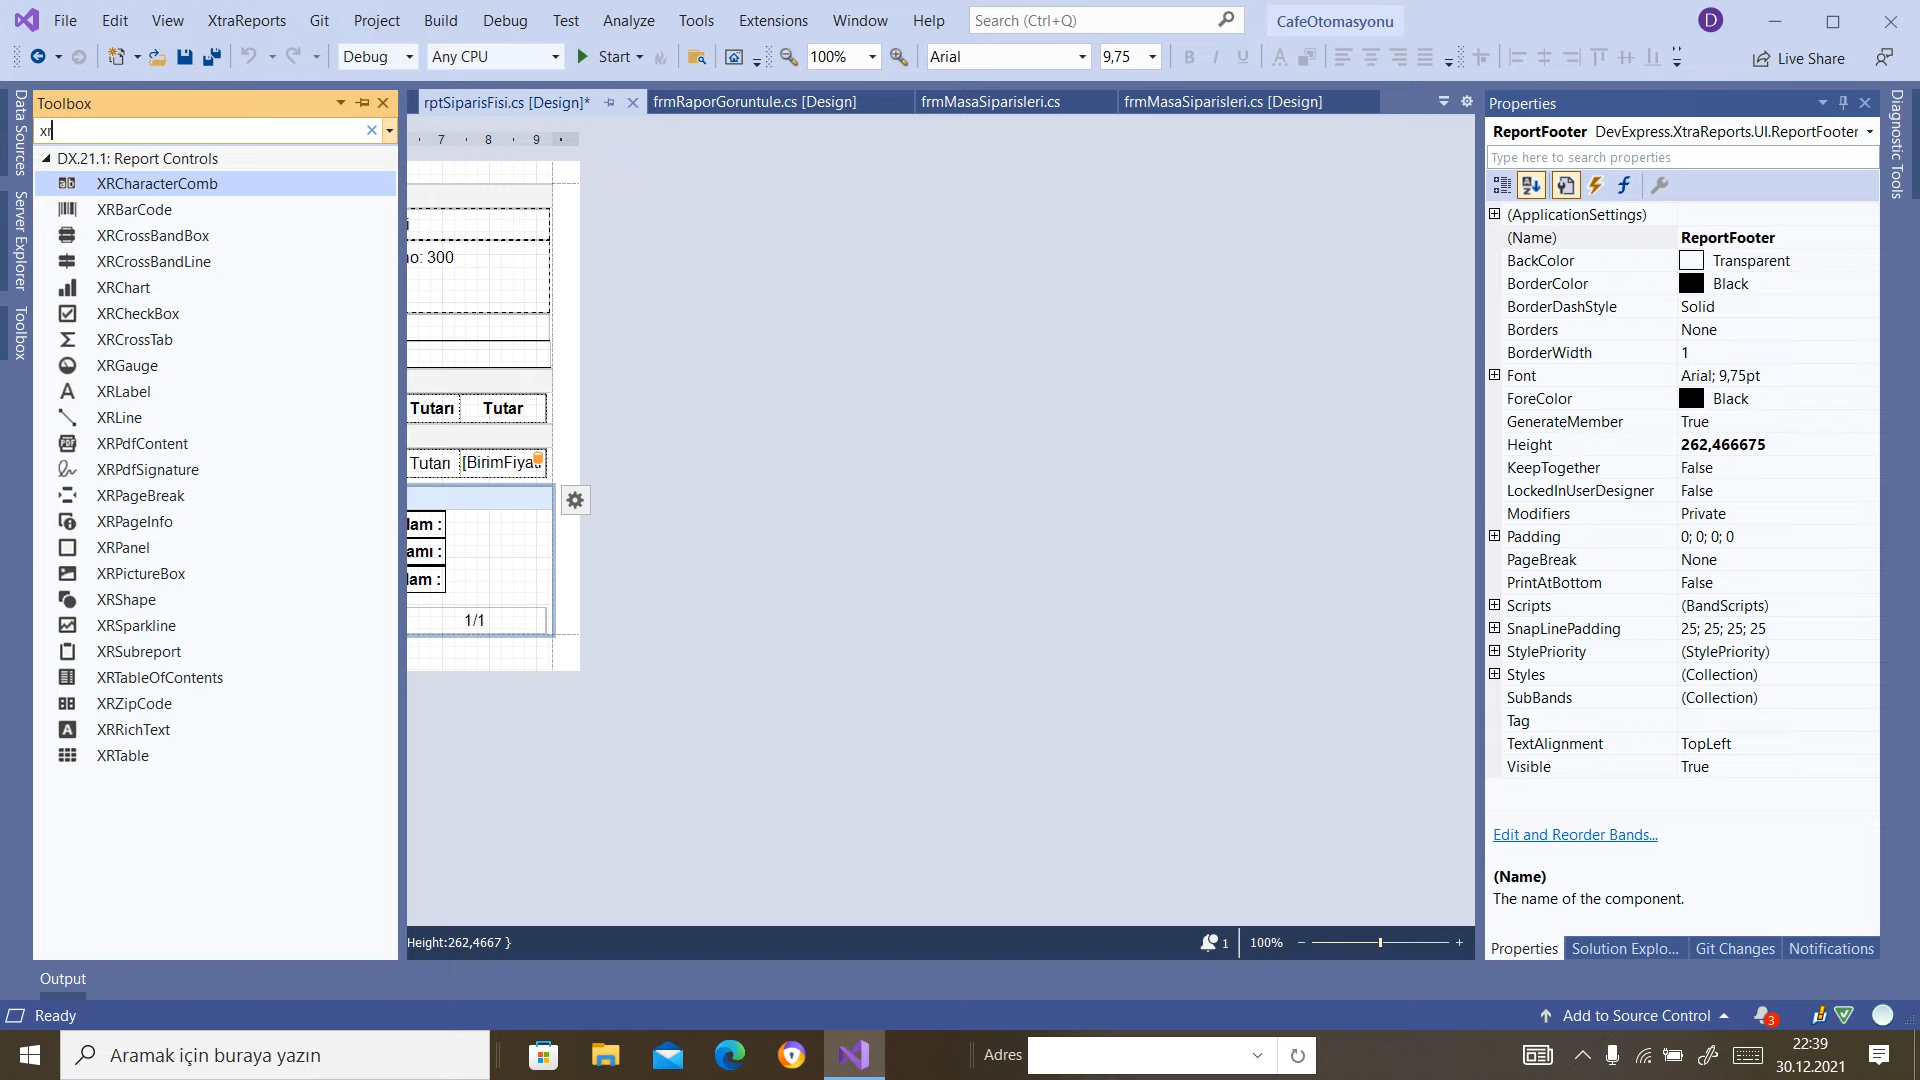 File Edit View XtraReports Git Project Build Debug Test Analyze Tools Extensions Window Help Search (Ctrl+Q) CafeOtomasyonu D
Debug Any CPU Start 100% Arial 9,75 B I U A Live Share
Data Sources
Server Explorer
Toolbox
Toolbox
xr
DX.21.1: Report Controls
XRCharacterComb
XRBarCode
XRCrossBandBox
XRCrossBandLine
XRChart
XRCheckBox
XRCrossTab
XRGauge
XRLabel
XRLine
XRPdfContent
XRPdfSignature
XRPageBreak
XRPageInfo
XRPanel
XRPictureBox
XRShape
XRSparkline
XRSubreport
XRTableOfContents
XRZipCode
XRRichText
XRTable
rptSiparisFisi.cs [Design]* frmRaporGoruntule.cs [Design] frmMasaSiparisleri.cs frmMasaSiparisleri.cs [Design]
7 8 9
i
no: 300
Tutarı Tutar
Tutarı [BirimFiyatı
lam :
amı :
lam :
1/1
Height:262,4667 } 1 100%
Properties
ReportFooter DevExpress.XtraReports.UI.ReportFooter
Type here to search properties
(ApplicationSettings)
(Name) ReportFooter
BackColor Transparent
BorderColor Black
BorderDashStyle Solid
Borders None
BorderWidth 1
Font Arial; 9,75pt
ForeColor Black
GenerateMember True
Height 262,466675
KeepTogether False
LockedInUserDesigner False
Modifiers Private
Padding 0; 0; 0; 0
PageBreak None
PrintAtBottom False
Scripts (BandScripts)
SnapLinePadding 25; 25; 25; 25
StylePriority (StylePriority)
Styles (Collection)
SubBands (Collection)
Tag
TextAlignment TopLeft
Visible True
Edit and Reorder Bands...
(Name)
The name of the component.
Properties Solution Explo... Git Changes Notifications
Diagnostic Tools
Output
Ready Add to Source Control 3
Aramak için buraya yazın Adres 22:39
30.12.2021